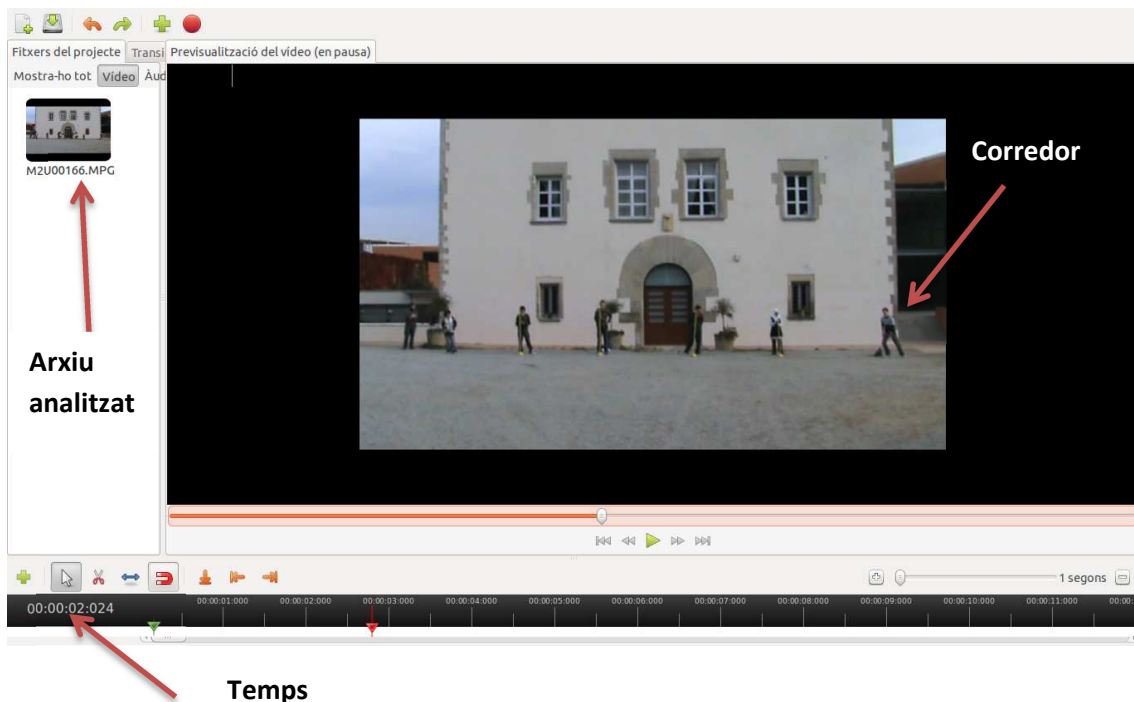 Fitxers del projecte Transi Previsualització del vídeo (en pausa)
Mostra-ho tot Vídeo Àud
M2U00166.MPG
Corredor
Arxiu
analitzat
1 segons
00:00:02:024
00:00:01:000 00:00:02:000 00:00:03:000 00:00:04:000 00:00:05:000 00:00:06:000 00:00:07:000 00:00:08:000 00:00:09:000 00:00:10:000 00:00:11:000 00:00:
Temps